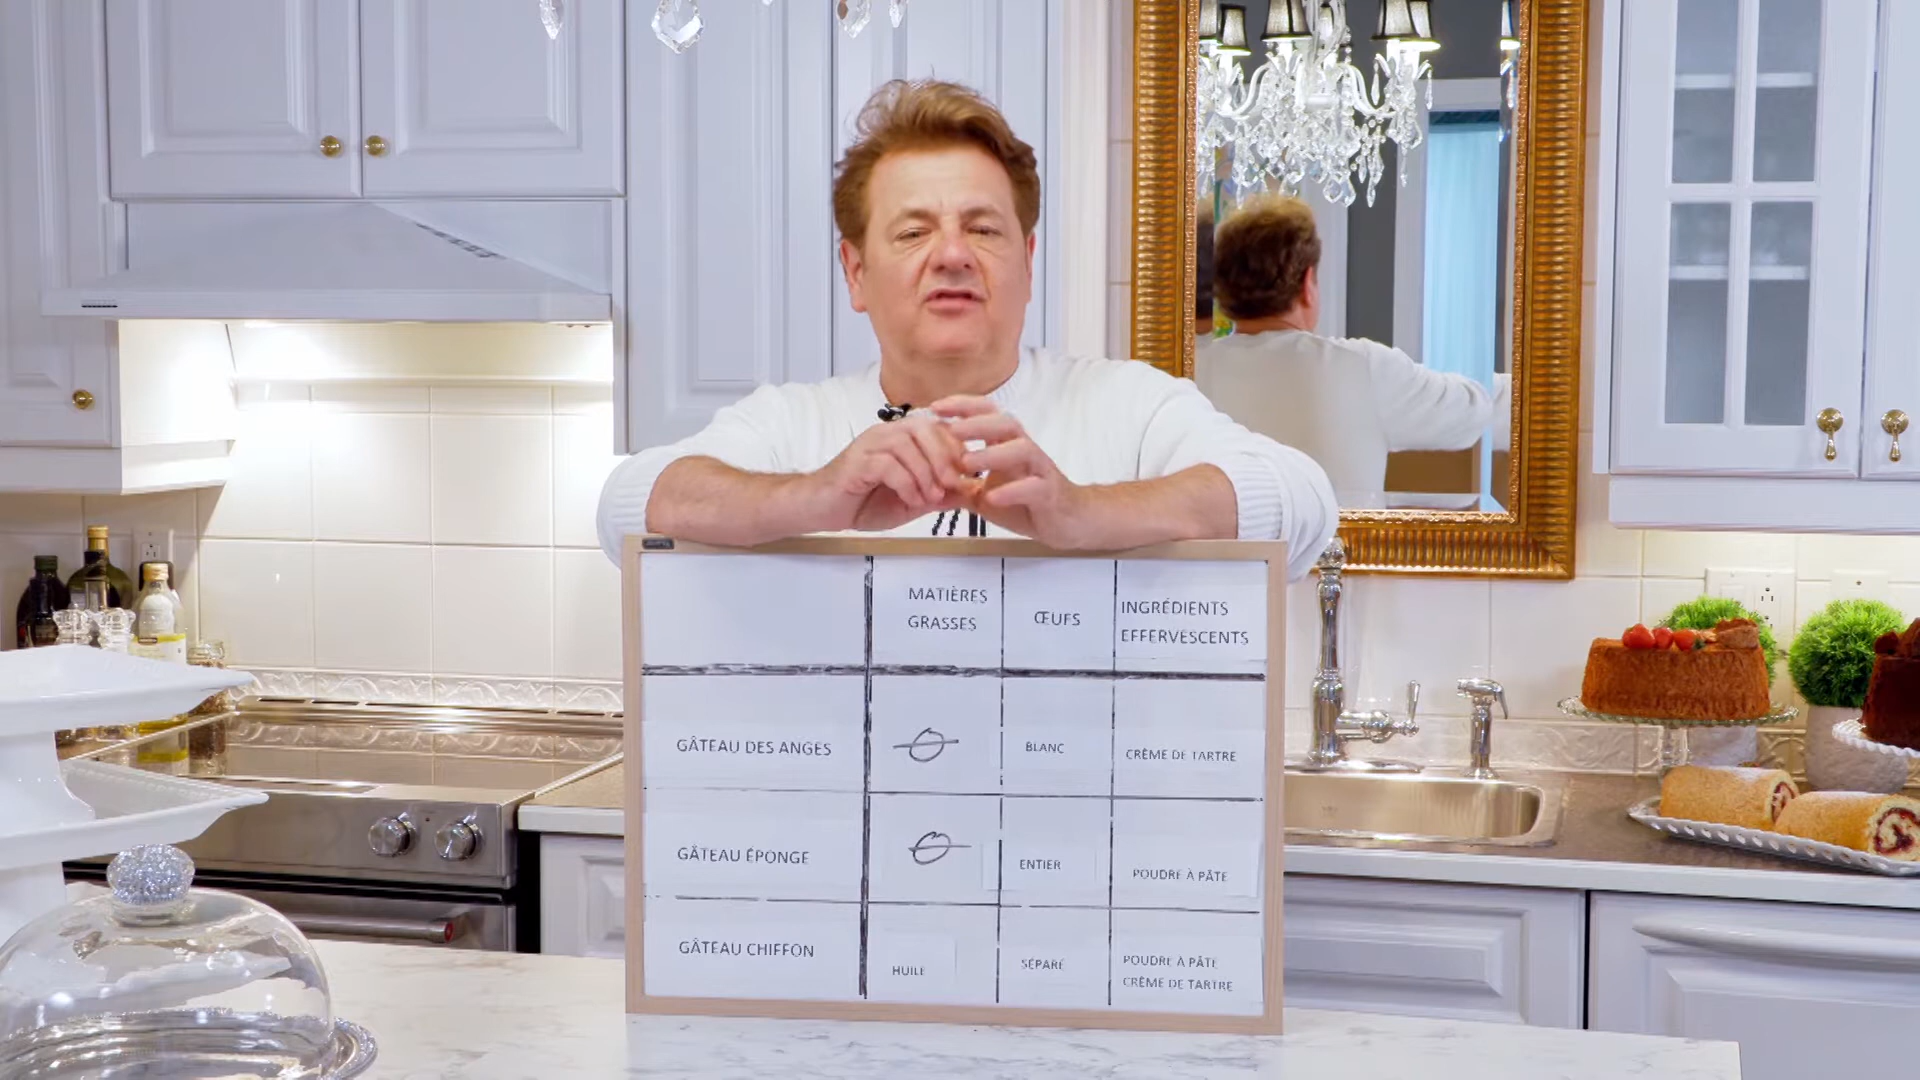 MATIÈRES
GRASSES
ŒUFS
INGRÉDIENTS
EFFERVESCENTS
GÂTEAU DES ANGES
BLANC
CRÈME DE TARTRE
GÂTEAU ÉPONGE
ENTIER
POUDRE À PÂTE
GÂTEAU CHIFFON
HUILE
SÉPARÉ
POUDRE À PÂTE
CRÈME DE TARTRE